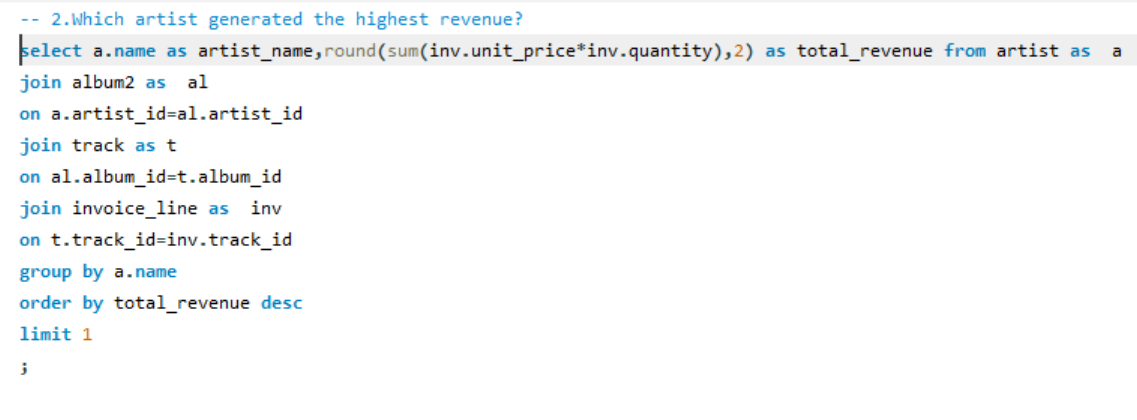 -- 2.Which artist generated the highest revenue?
select a.name as artist_name,round(sum(inv.unit_price*inv.quantity),2) as total_revenue from artist as  a
join album2 as  al
on a.artist_id=al.artist_id
join track as t
on al.album_id=t.album_id
join invoice_line as  inv
on t.track_id=inv.track_id
group by a.name
order by total_revenue desc
limit 1
;